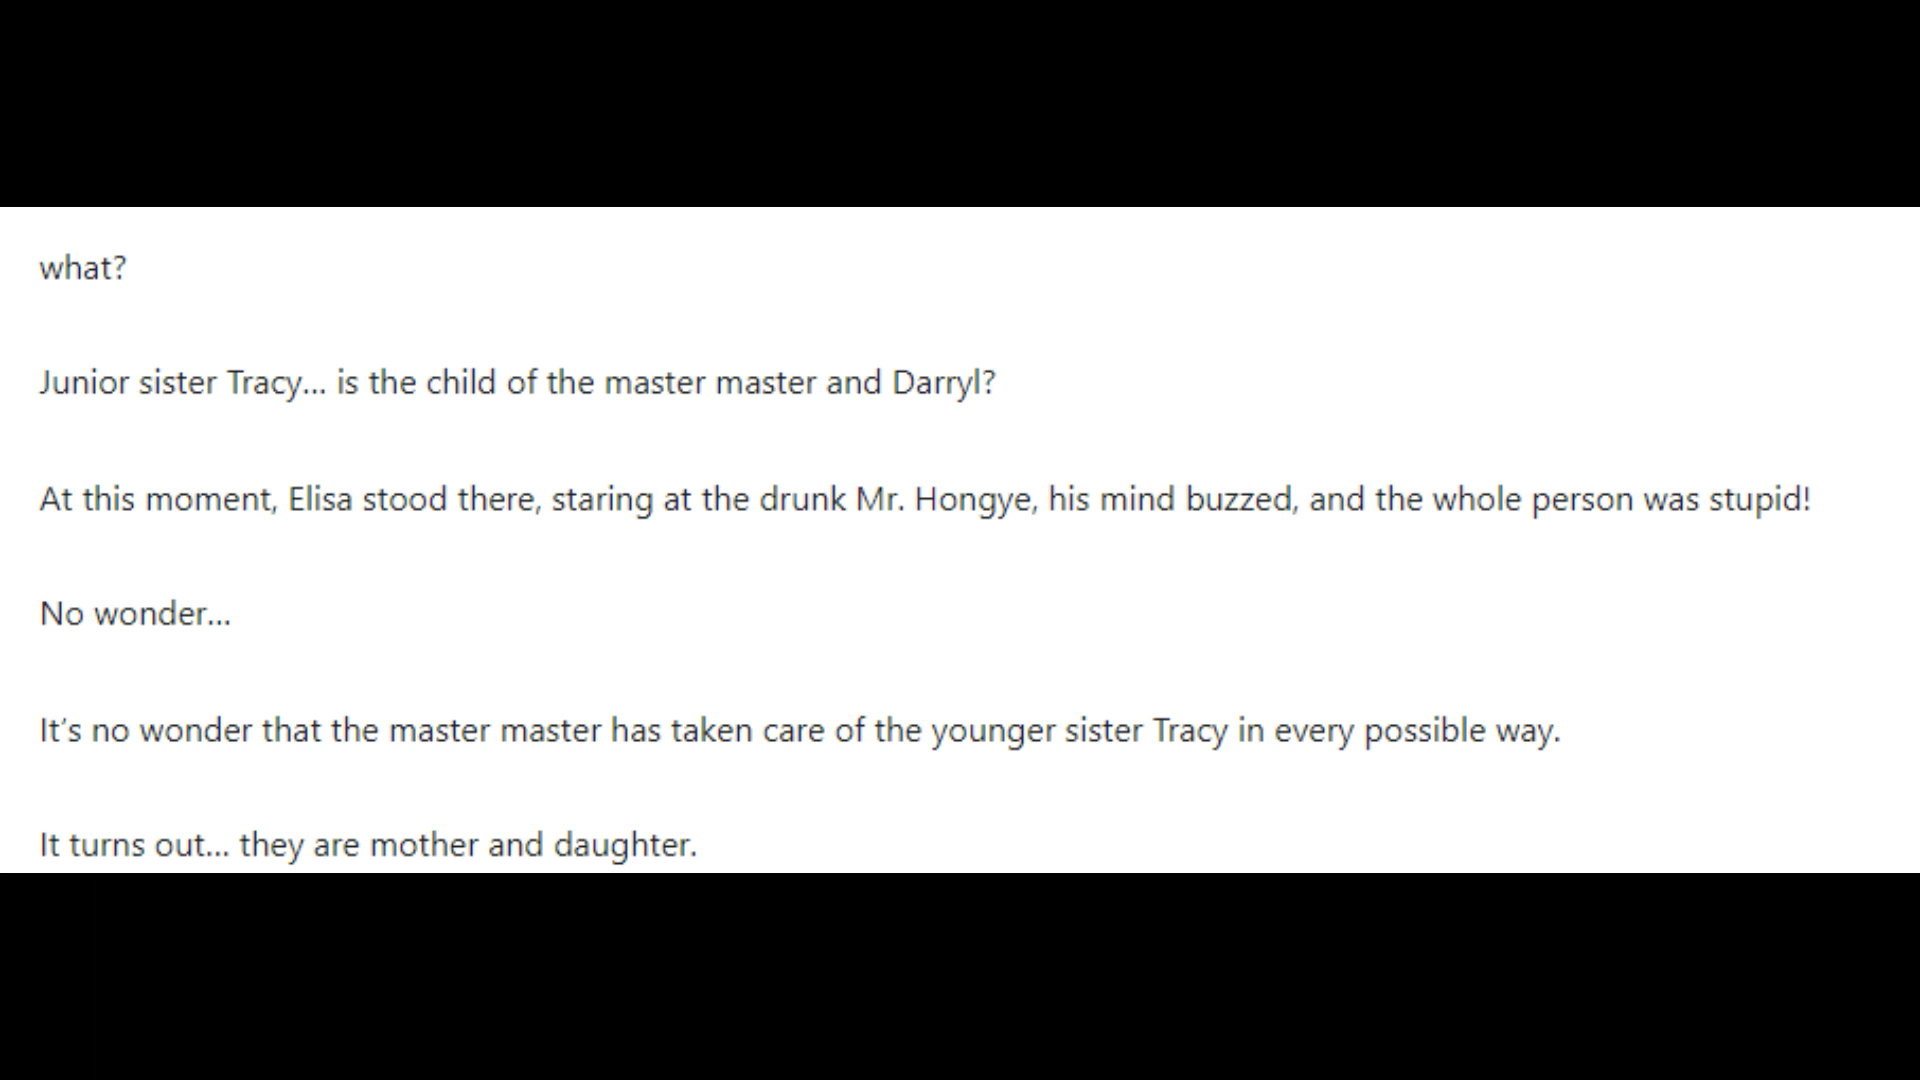 what?
Junior sister Tracy... is the child of the master master and Darryl?
At this moment, Elisa stood there, staring at the drunk Mr. Hongye, his mind buzzed, and the whole person was stupid!
No wonder...
It’s no wonder that the master master has taken care of the younger sister Tracy in every possible way.
It turns out... they are mother and daughter.